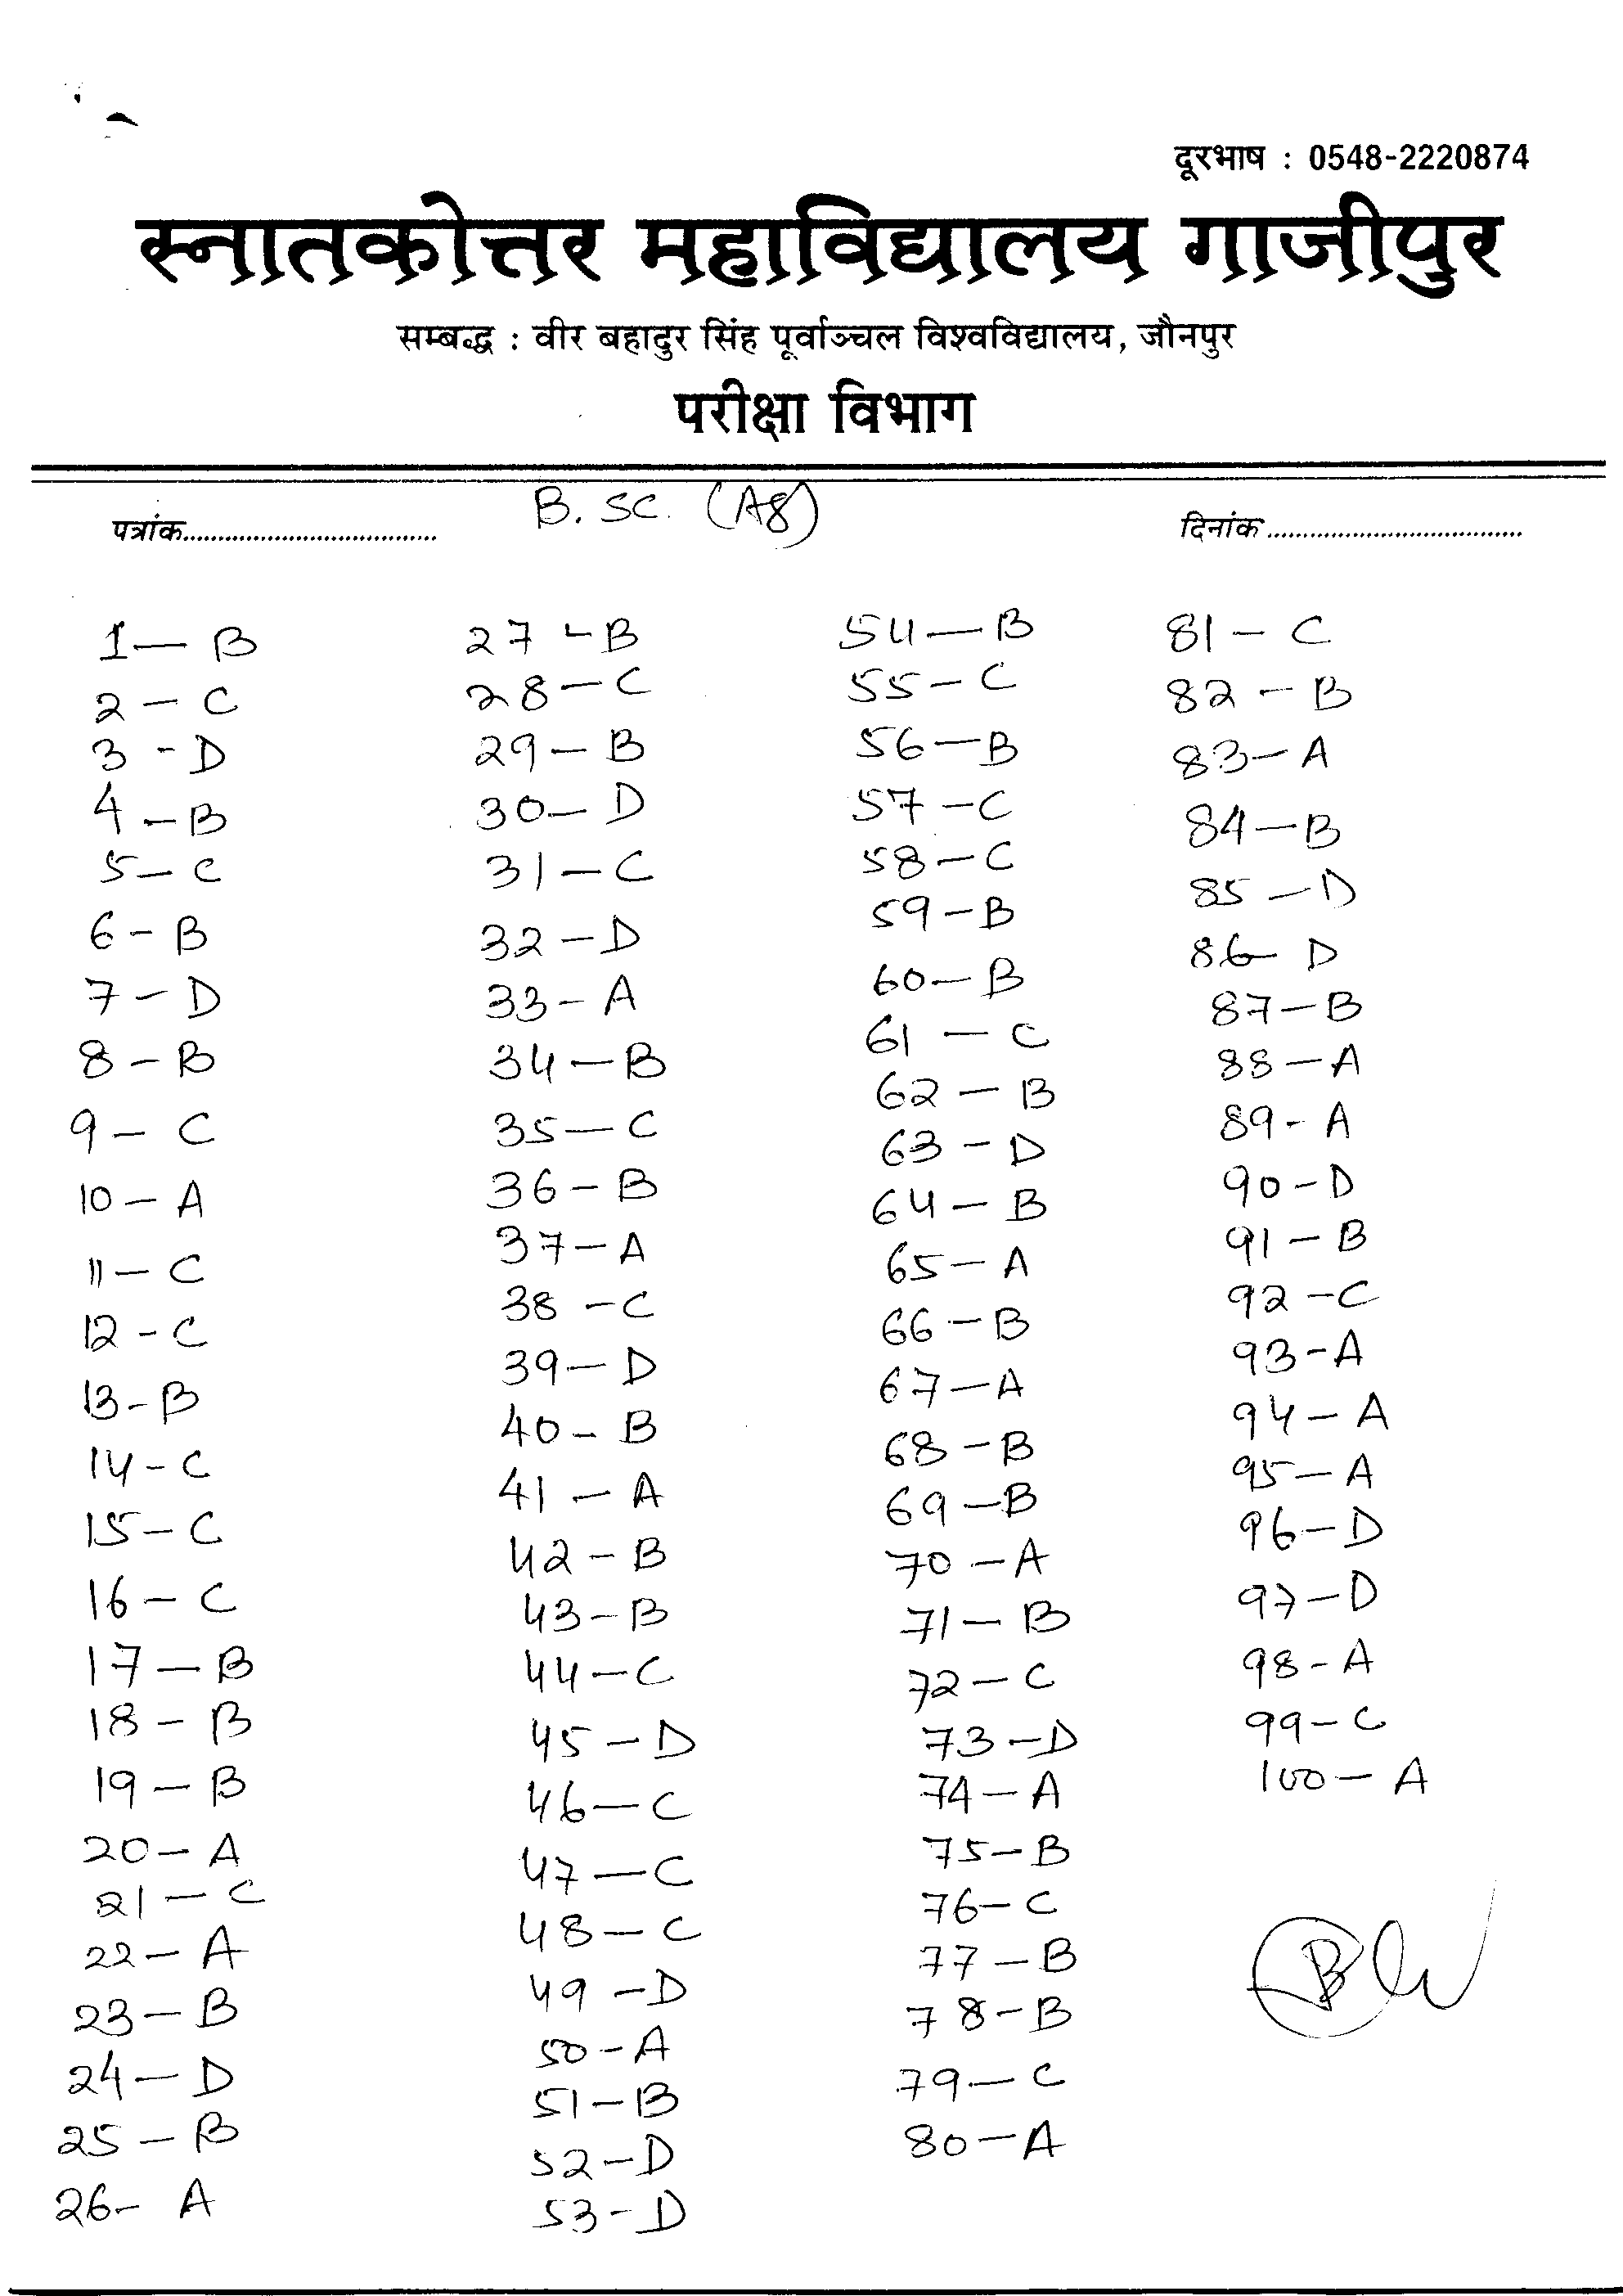 दूरभाष : 0548-2220874
स्नातकोत्तर महाविद्यालय गाजीपुर
सम्बद्ध : वीर बहादुर सिंह पूर्वाञ्चल विश्वविद्यालय, जौनपुर
परीक्षा विभाग
पत्रांक....................................
B. SC. (A8)
दिनांक....................................
1 — B
2 — C
3 - D
4 — B
5 — C
6 - B
7 - D
8 - B
9 - C
10 - A
11 - C
12 - C
13 - B
14 - C
15 - C
16 - C
17 - B
18 - B
19 - B
20 - A
21 - C
22 - A
23 - B
24 - D
25 - B
26 - A
27 - B
28 - C
29 - B
30 - D
31 - C
32 - D
33 - A
34 - B
35 - C
36 - B
37 - A
38 - C
39 - D
40 - B
41 - A
42 - B
43 - B
44 - C
45 - D
46 - C
47 - C
48 - C
49 - D
50 - A
51 - B
52 - D
53 - D
54 - B
55 - C
56 - B
57 - C
58 - C
59 - B
60 - B
61 - C
62 - B
63 - D
64 - B
65 - A
66 - B
67 - A
68 - B
69 - B
70 - A
71 - B
72 - C
73 - D
74 - A
75 - B
76 - C
77 - B
78 - B
79 - C
80 - A
81 - C
82 - B
83 - A
84 - B
85 - D
86 - D
87 - B
88 - A
89 - A
90 - D
91 - B
92 - C
93 - A
94 - A
95 - A
96 - D
97 - D
98 - A
99 - C
100 - A